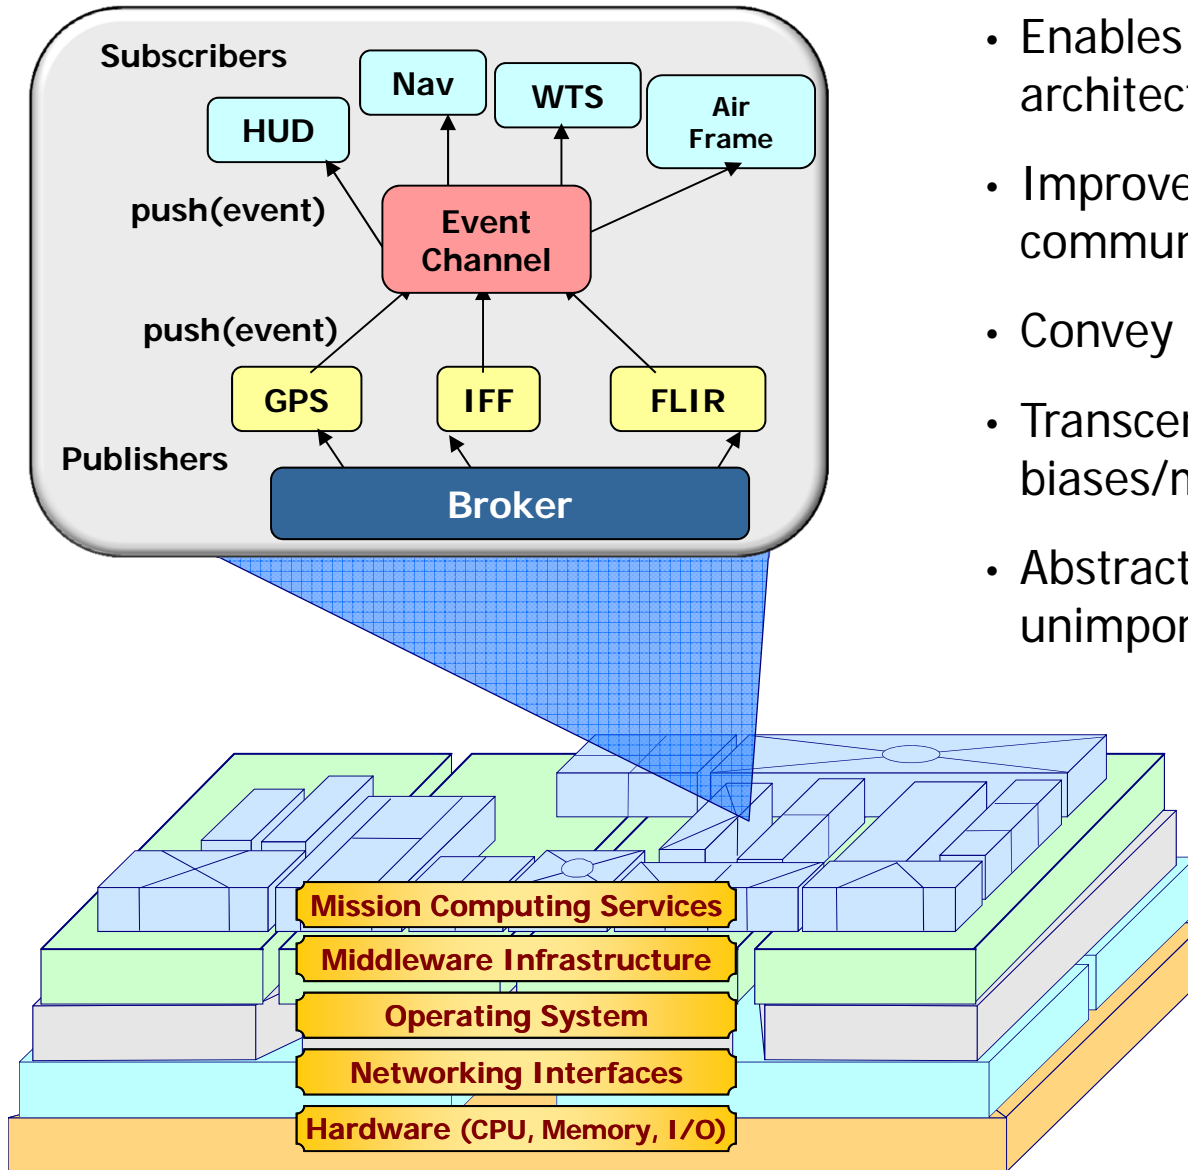 Subscribers
HUD
Nav
WTS
Air
Frame
push(event)
Event
Channel
push(event)
GPS
IFF
FLIR
Publishers
Broker
• Enables
architect
• Improve
commun
• Convey
• Transcen
biases/n
• Abstract
unimpor
Mission Computing Services
Middleware Infrastructure
Operating System
Networking Interfaces
Hardware (CPU, Memory, I/O)